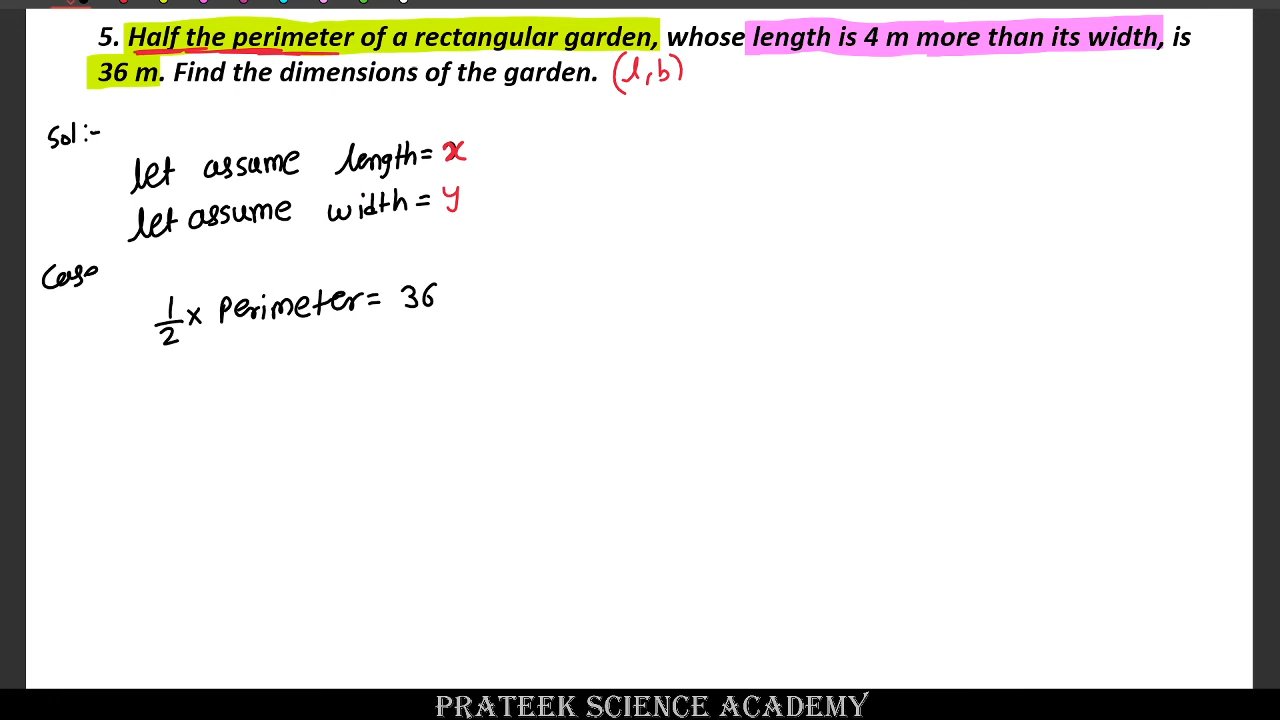 5. Half the perimeter of a rectangular garden, whose length is 4 m more than its width, is
36 m. Find the dimensions of the garden. (l, b)
Sol :-
let assume length = x
let assume width = y
Case
1/2 x perimeter = 36
PRATEEK SCIENCE ACADEMY